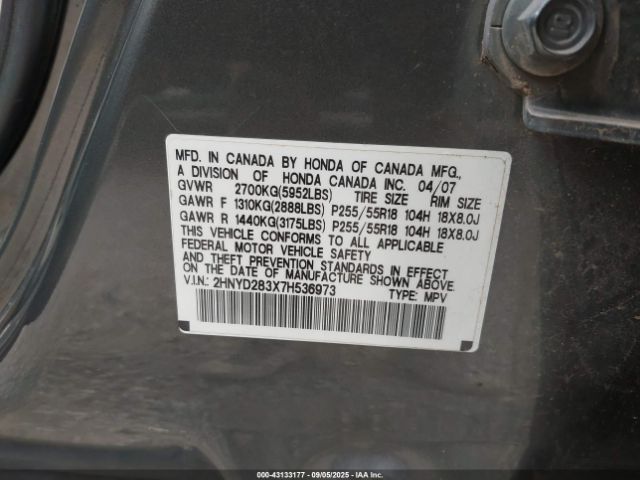 MFD. IN CANADA BY HONDA OF CANADA MFG.,
A DIVISION OF HONDA CANADA INC. 04/07
GVWR 2700KG(5952LBS) TIRE SIZE RIM SIZE
GAWR F 1310KG(2888LBS) P255/55R18 104H 18X8.0J
GAWR R 1440KG(3175LBS) P255/55R18 104H 18X8.0J
THIS VEHICLE CONFORMS TO ALL APPLICABLE
FEDERAL MOTOR VEHICLE SAFETY
AND THEFT PREVENTION STANDARDS IN EFFECT
ON THE DATE OF MANUFACTURE SHOWN ABOVE.
V.I.N.: 2HNYD283X7H536973 TYPE: MPV
000-43133177 - 09/05/2025 - IAA Inc.